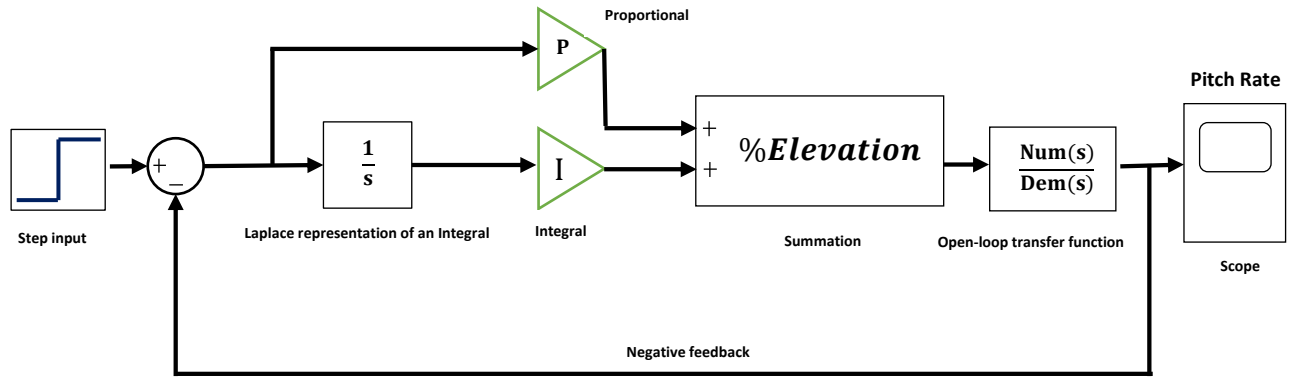 Proportional
P
Pitch Rate
+
−
1
s
I
+
+
%Elevation
Num(s)
Dem(s)
Step input
Laplace representation of an Integral
Integral
Summation
Open-loop transfer function
Scope
Negative feedback